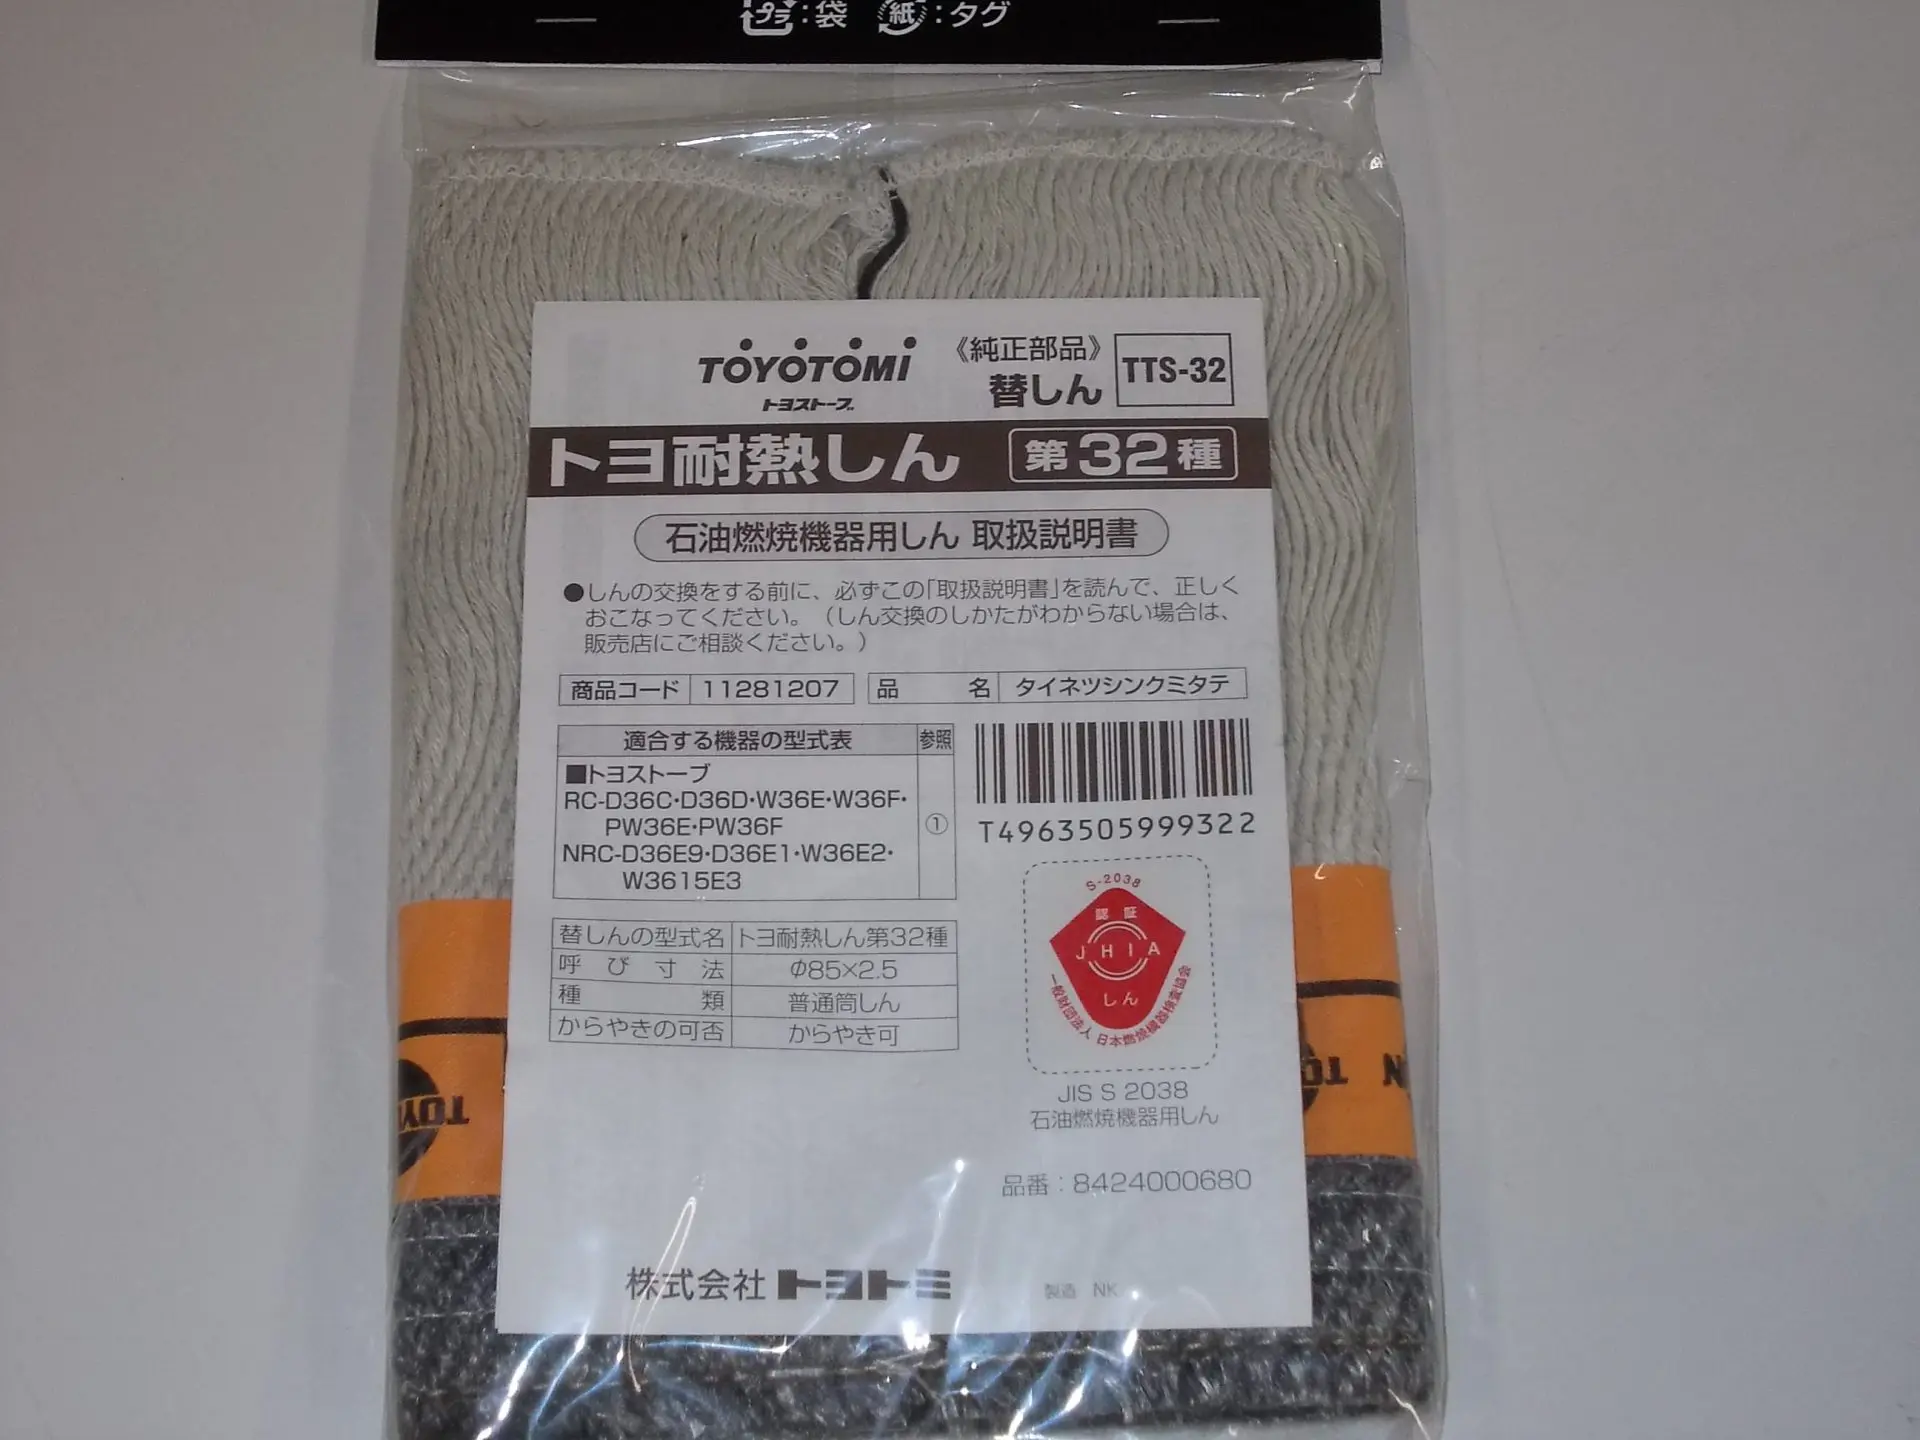 プラ:袋 紙:タグ
TOYOTOMI
トヨストーブ
《純正部品》
替しん
TTS-32
トヨ耐熱しん 第32種
石油燃焼機器用しん 取扱説明書
●しんの交換をする前に、必ずこの「取扱説明書」を読んで、正しく
おこなってください。(しん交換のしかたがわからない場合は、
販売店にご相談ください。)
商品コード 11281207 品名 タイネツシンクミタテ
適合する機器の型式表 参照
■トヨストーブ
RC-D36C・D36D・W36E・W36F・
PW36E・PW36F
NRC-D36E9・D36E1・W36E2・
W3615E3
①
T4963505999322
替しんの型式名 トヨ耐熱しん第32種
呼び寸法 Φ85×2.5
種類 普通筒しん
からやきの可否 からやき可
S-2038
認証
JHIA
しん
一般財団法人 日本燃焼機器検査協会
JIS S 2038
石油燃焼機器用しん
品番:8424000680
株式会社トヨトミ
製造 NK
TOYO
TO
N